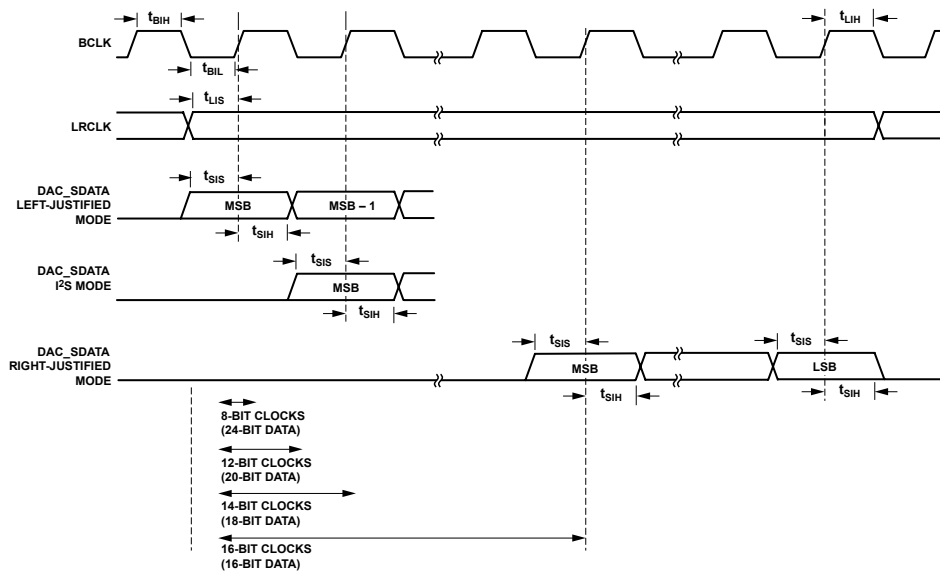 tBIH
tLIH
BCLK
tBIL
tLIS
LRCLK
tSIS
DAC_SDATA
LEFT-JUSTIFIED
MODE
MSB
MSB – 1
tSIH
tSIS
DAC_SDATA
I2S MODE
MSB
tSIH
tSIS
tSIS
DAC_SDATA
RIGHT-JUSTIFIED
MODE
MSB
LSB
tSIH
tSIH
8-BIT CLOCKS
(24-BIT DATA)
12-BIT CLOCKS
(20-BIT DATA)
14-BIT CLOCKS
(18-BIT DATA)
16-BIT CLOCKS
(16-BIT DATA)